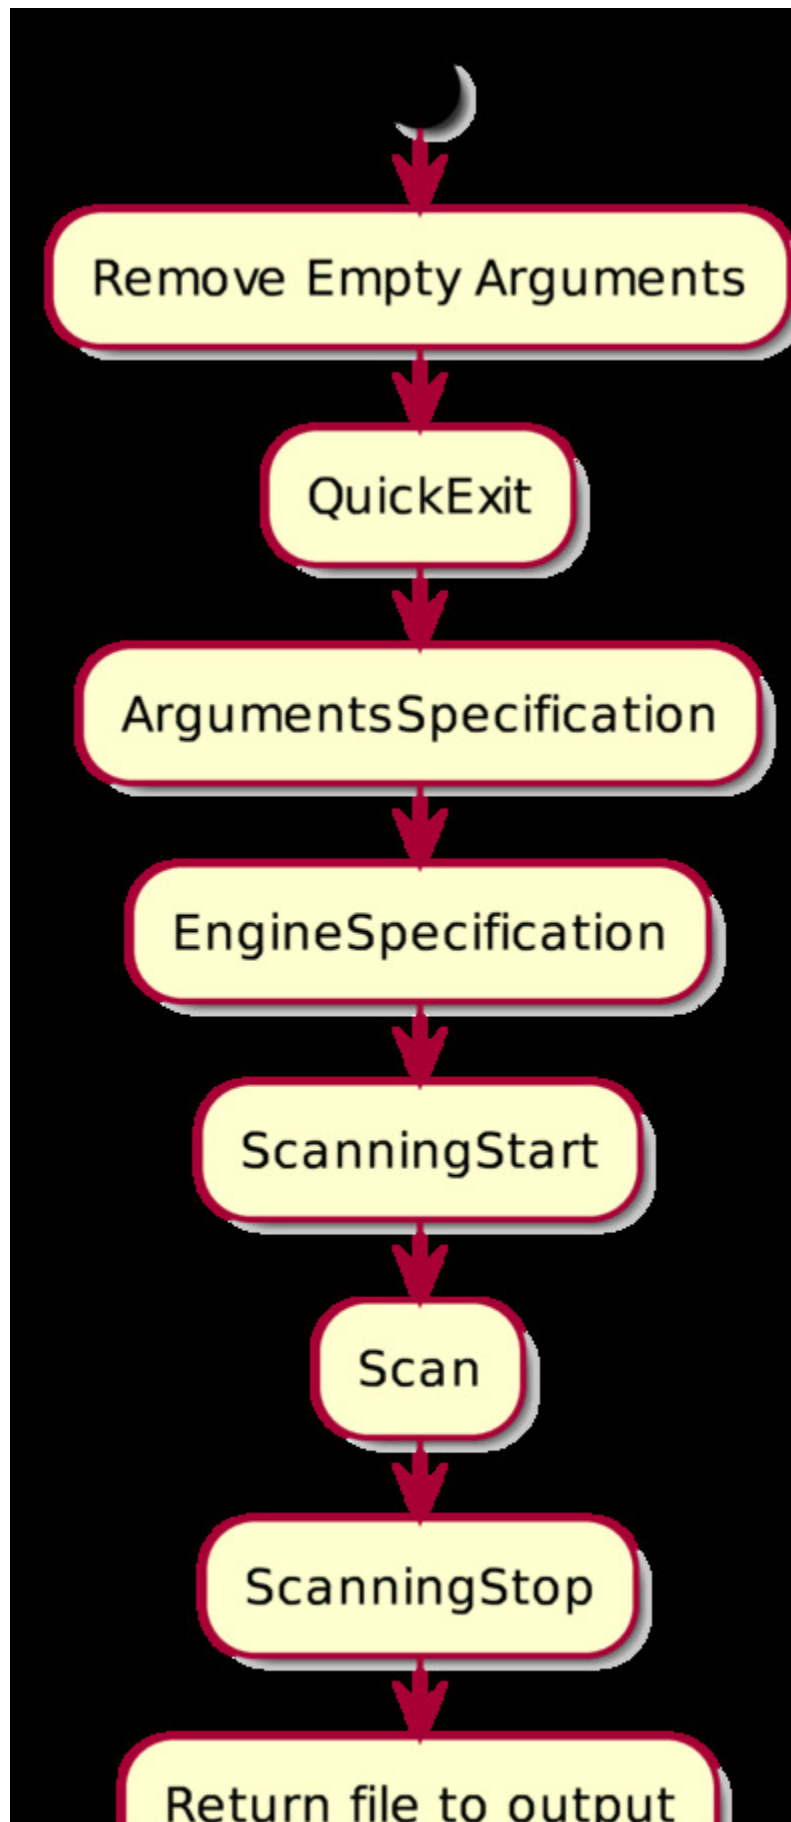 Remove Empty Arguments
QuickExit
ArgumentsSpecification
EngineSpecification
ScanningStart
Scan
ScanningStop
Return file to output